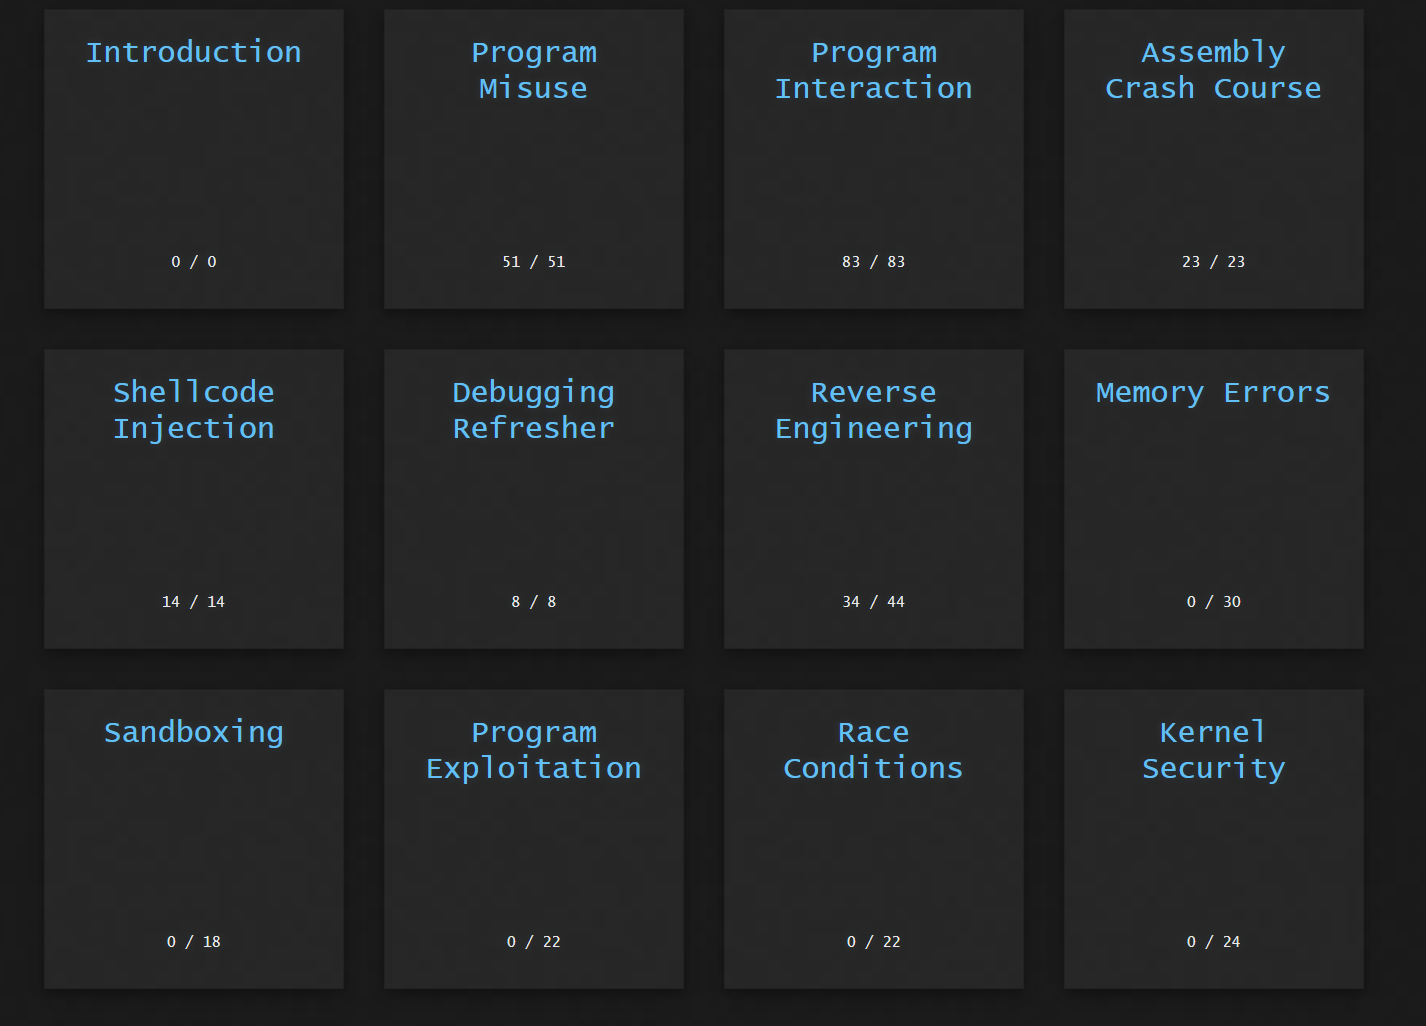 Introduction
0 / 0
Program
Misuse
51 / 51
Program
Interaction
83 / 83
Assembly
Crash Course
23 / 23
Shellcode
Injection
14 / 14
Debugging
Refresher
8 / 8
Reverse
Engineering
34 / 44
Memory Errors
0 / 30
Sandboxing
0 / 18
Program
Exploitation
0 / 22
Race
Conditions
0 / 22
Kernel
Security
0 / 24